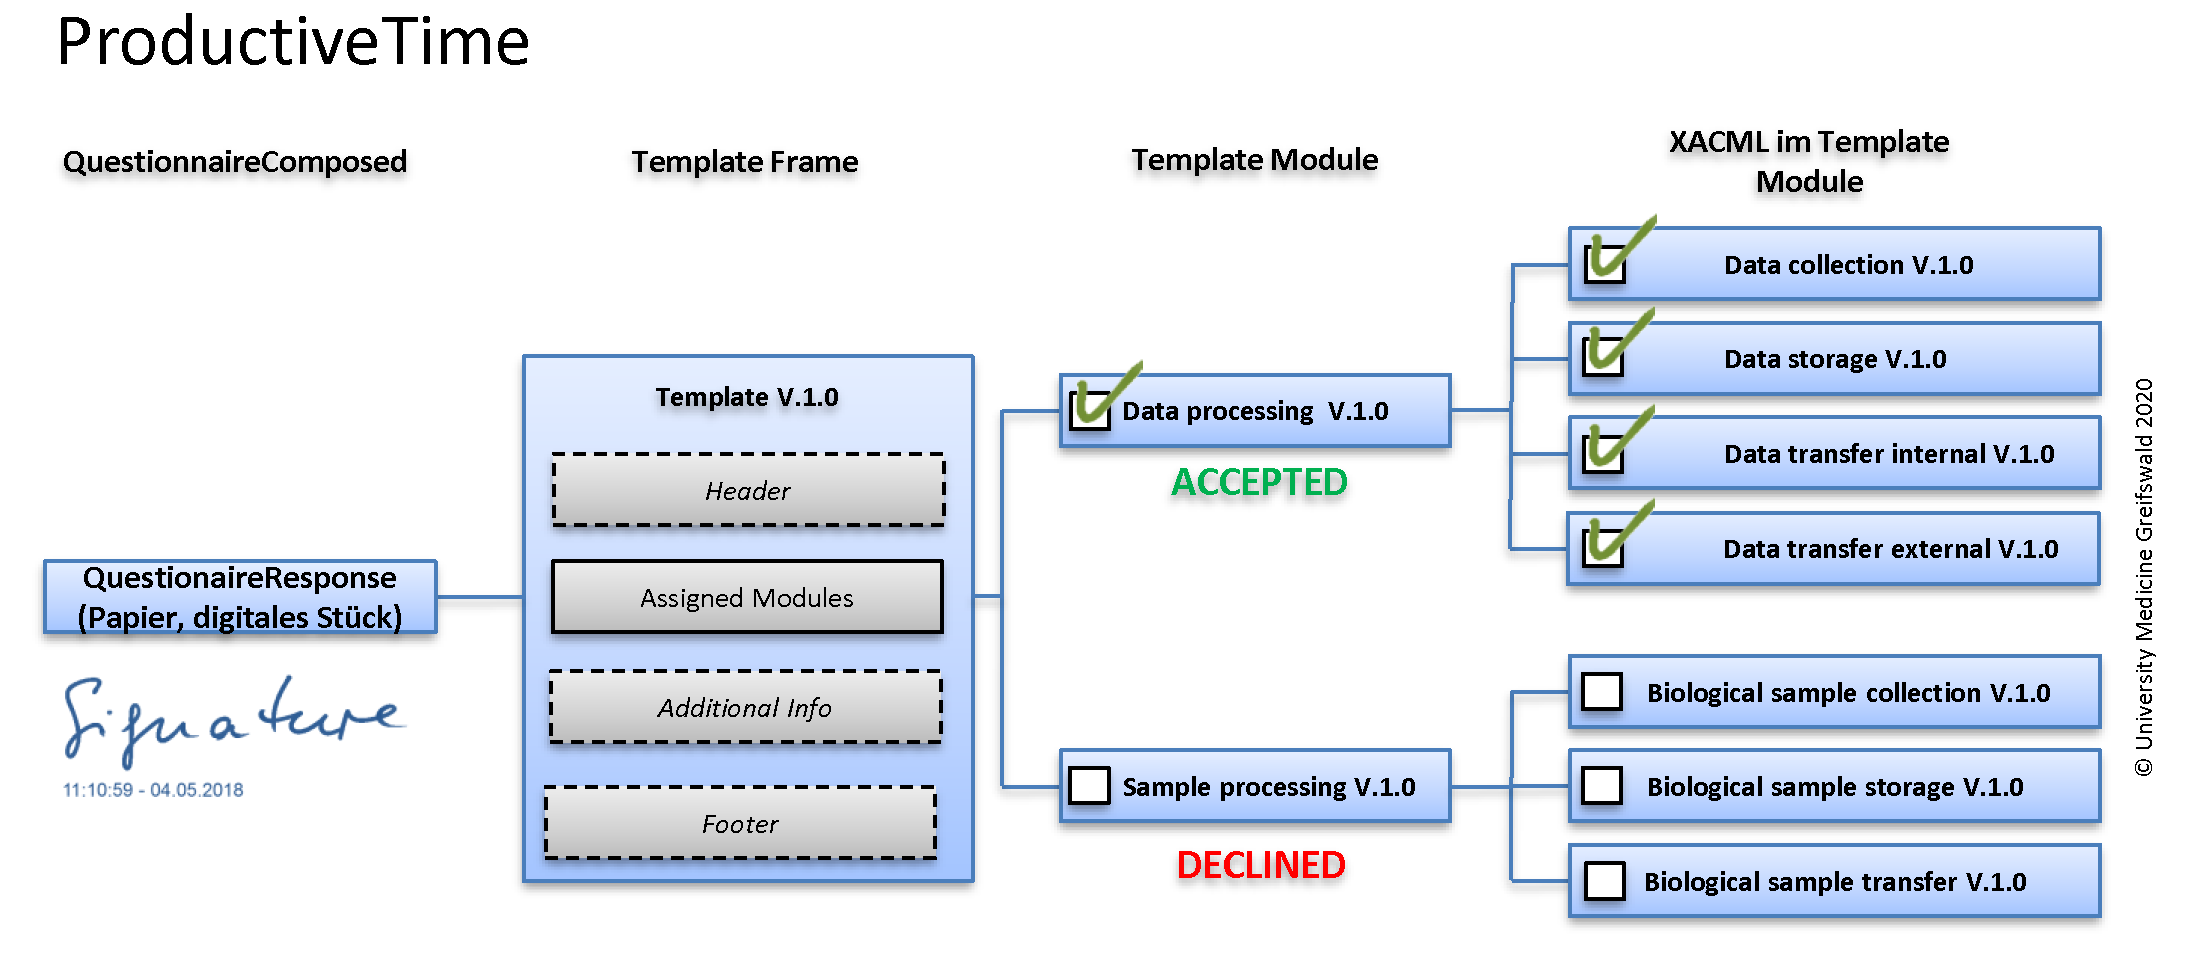 ProductiveTime
QuestionnaireComposed
Template Frame
Template Module
XACML im Template
Module
Template V.1.0
Header
Assigned Modules
Additional Info
Footer
QuestionaireResponse
(Papier, digitales Stück)
Signature
11:10:59 - 04.05.2018
Data processing V.1.0
ACCEPTED
Sample processing V.1.0
DECLINED
Data collection V.1.0
Data storage V.1.0
Data transfer internal V.1.0
Data transfer external V.1.0
Biological sample collection V.1.0
Biological sample storage V.1.0
Biological sample transfer V.1.0
© University Medicine Greifswald 2020